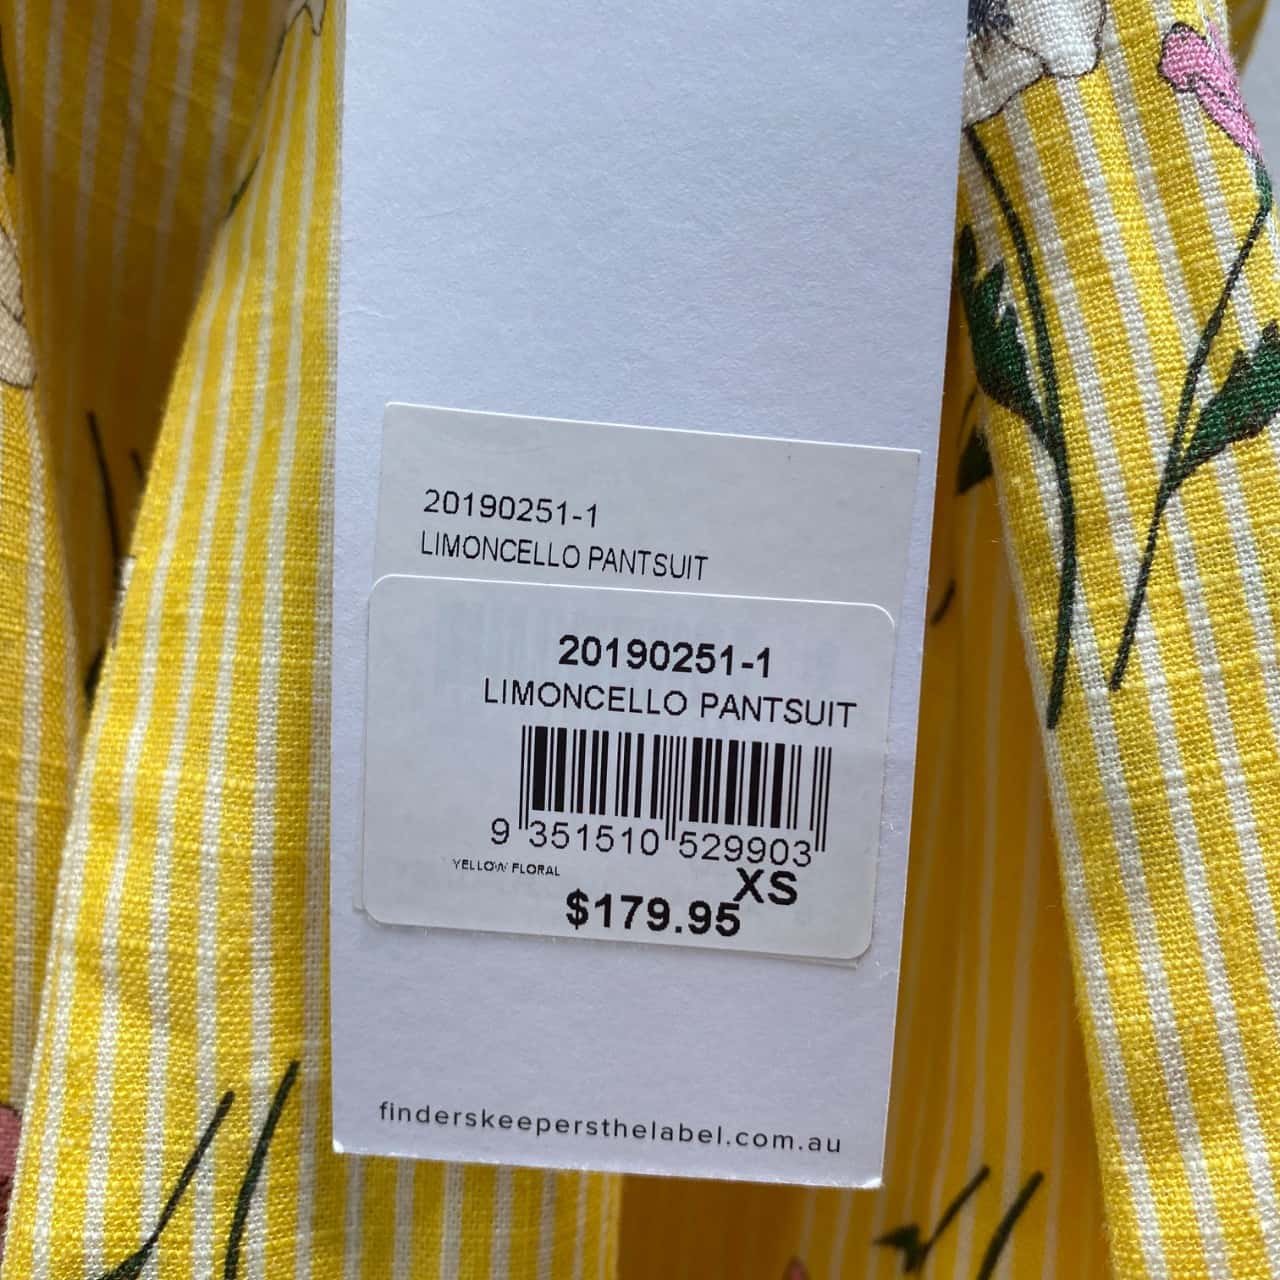 20190251-1
LIMONCELLO PANTSUIT
20190251-1
LIMONCELLO PANTSUIT
9 351510 529903
YELLOW FLORAL
XS
$179.95
finderskeepersthelabel.com.au